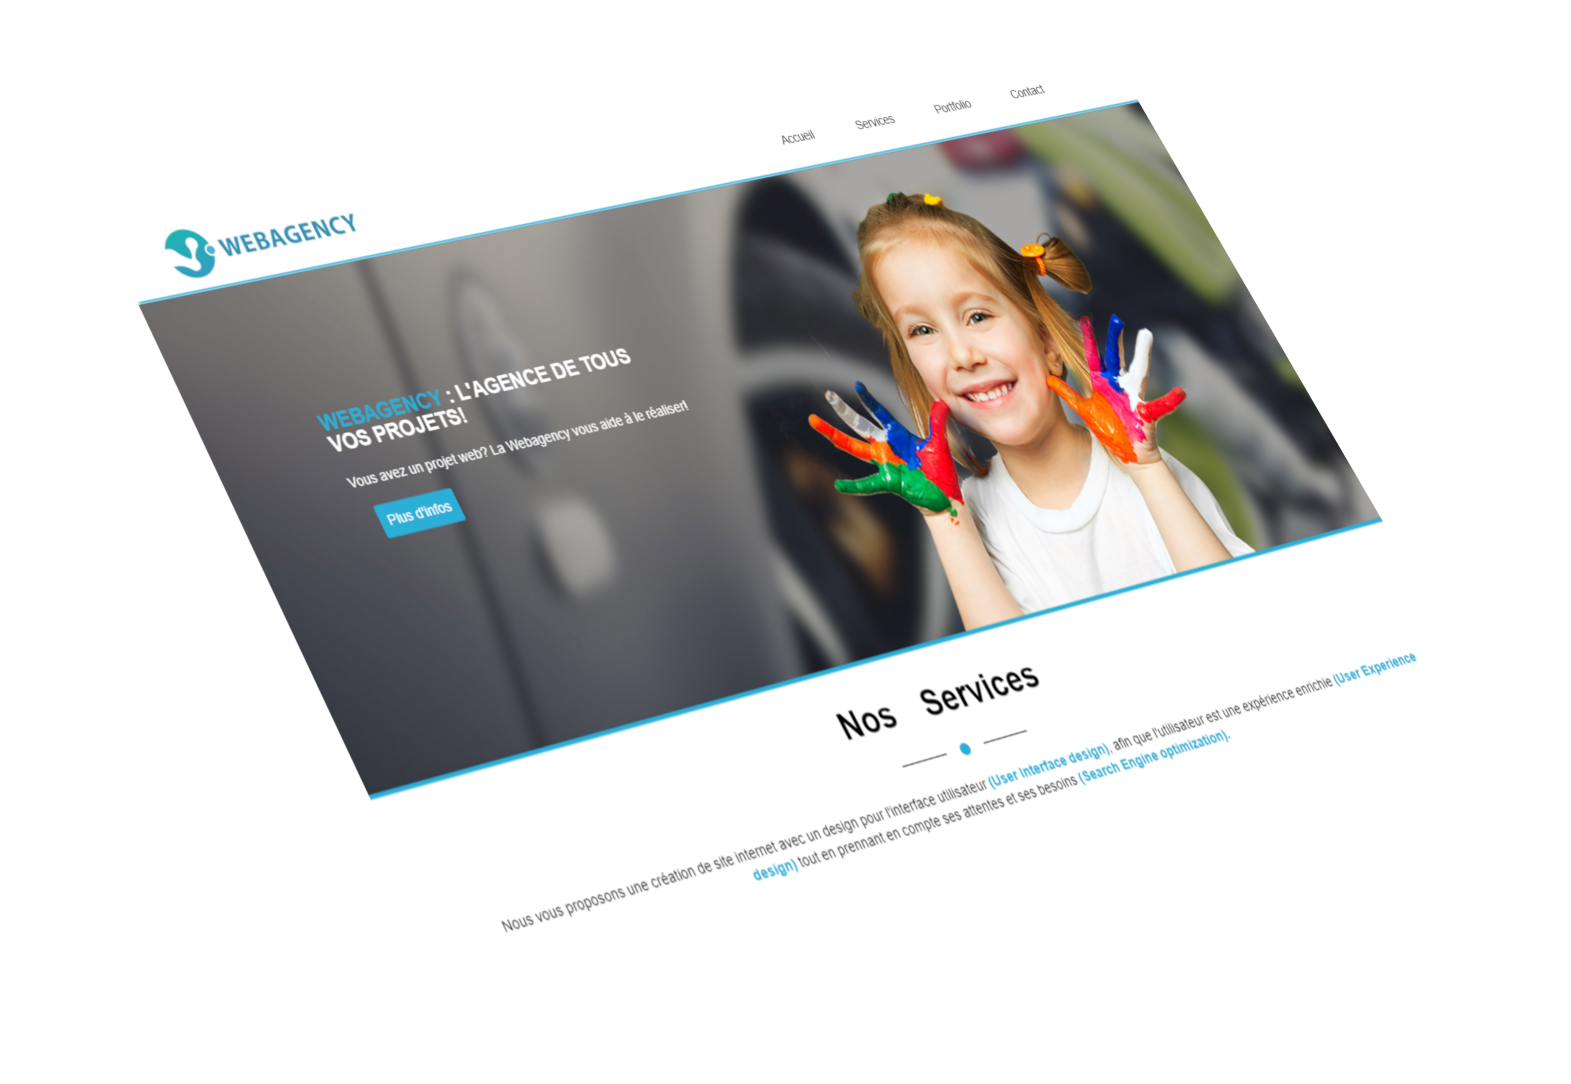 WEBAGENCY
Accueil Services Portfolio Contact
WEBAGENCY : L'AGENCE DE TOUS
VOS PROJETS!
Vous avez un projet web? La Webagency vous aide à le réaliser!
Plus d'infos
Nos Services
Nous vous proposons une création de site internet avec un design pour l'interface utilisateur (User Interface design), afin que l'utilisateur est une expérience enrichie (User Experience
design) tout en prennant en compte ses attentes et ses besoins (Search Engine optimization).